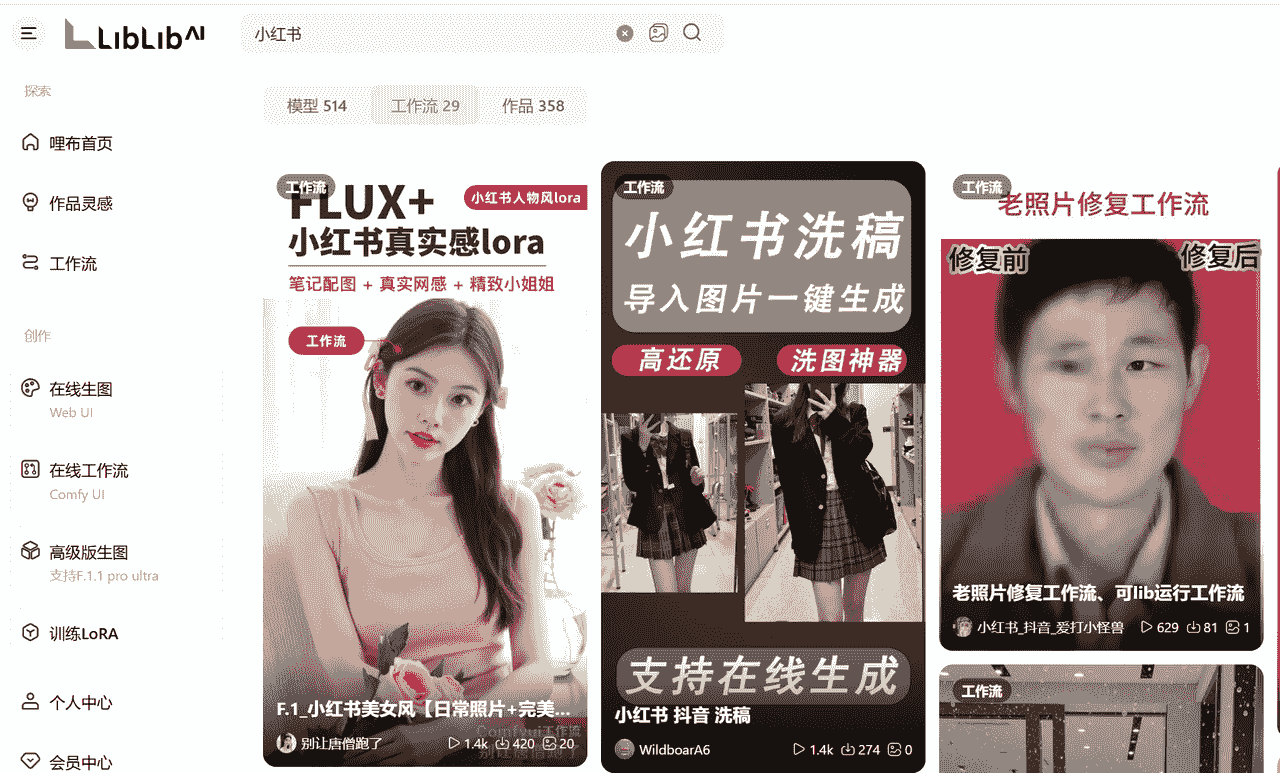 LIBLIBAI
小红书
探索
哩布首页
作品灵感
工作流
创作
在线生图
Web UI
在线工作流
Comfy UI
高级版生图
支持F.1.1 pro ultra
训练LoRA
个人中心
会员中心
模型 514
工作流 29
作品 358
工作流
FLUX+
小红书人物风lora
小红书真实感lora
笔记配图 + 真实网感 + 精致小姐姐
工作流
F.1_小红书美女风【日常照片+完美...
Comfyui工作流
别让唐僧跑了
1.4k 420 20
工作流
小红书洗稿
导入图片一键生成
高还原
洗图神器
支持在线生成
小红书 抖音 洗稿
WildboarA6
1.4k 274 0
工作流
老照片修复工作流
修复前
修复后
老照片修复工作流、可lib运行工作流
小红书_抖音_爱打小怪兽
629 81 1
工作流